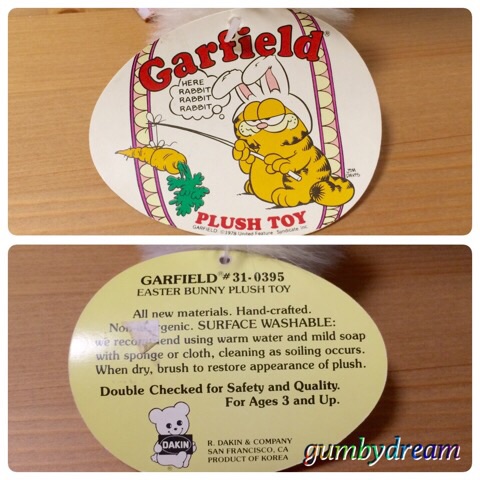 Garfield®
HERE
RABBIT
RABBIT
RABBIT
JIM
DAVIS
PLUSH TOY
GARFIELD: ©1978 United Feature Syndicate, Inc.
GARFIELD #31-0395
EASTER BUNNY PLUSH TOY
All new materials. Hand-crafted.
SURFACE WASHABLE:
we recommend using warm water and mild soap
with sponge or cloth, cleaning as soiling occurs.
When dry, brush to restore appearance of plush.
Double Checked for Safety and Quality.
For Ages 3 and Up.
DAKIN
R. DAKIN & COMPANY
SAN FRANCISCO, CA
PRODUCT OF KOREA
gumbydream